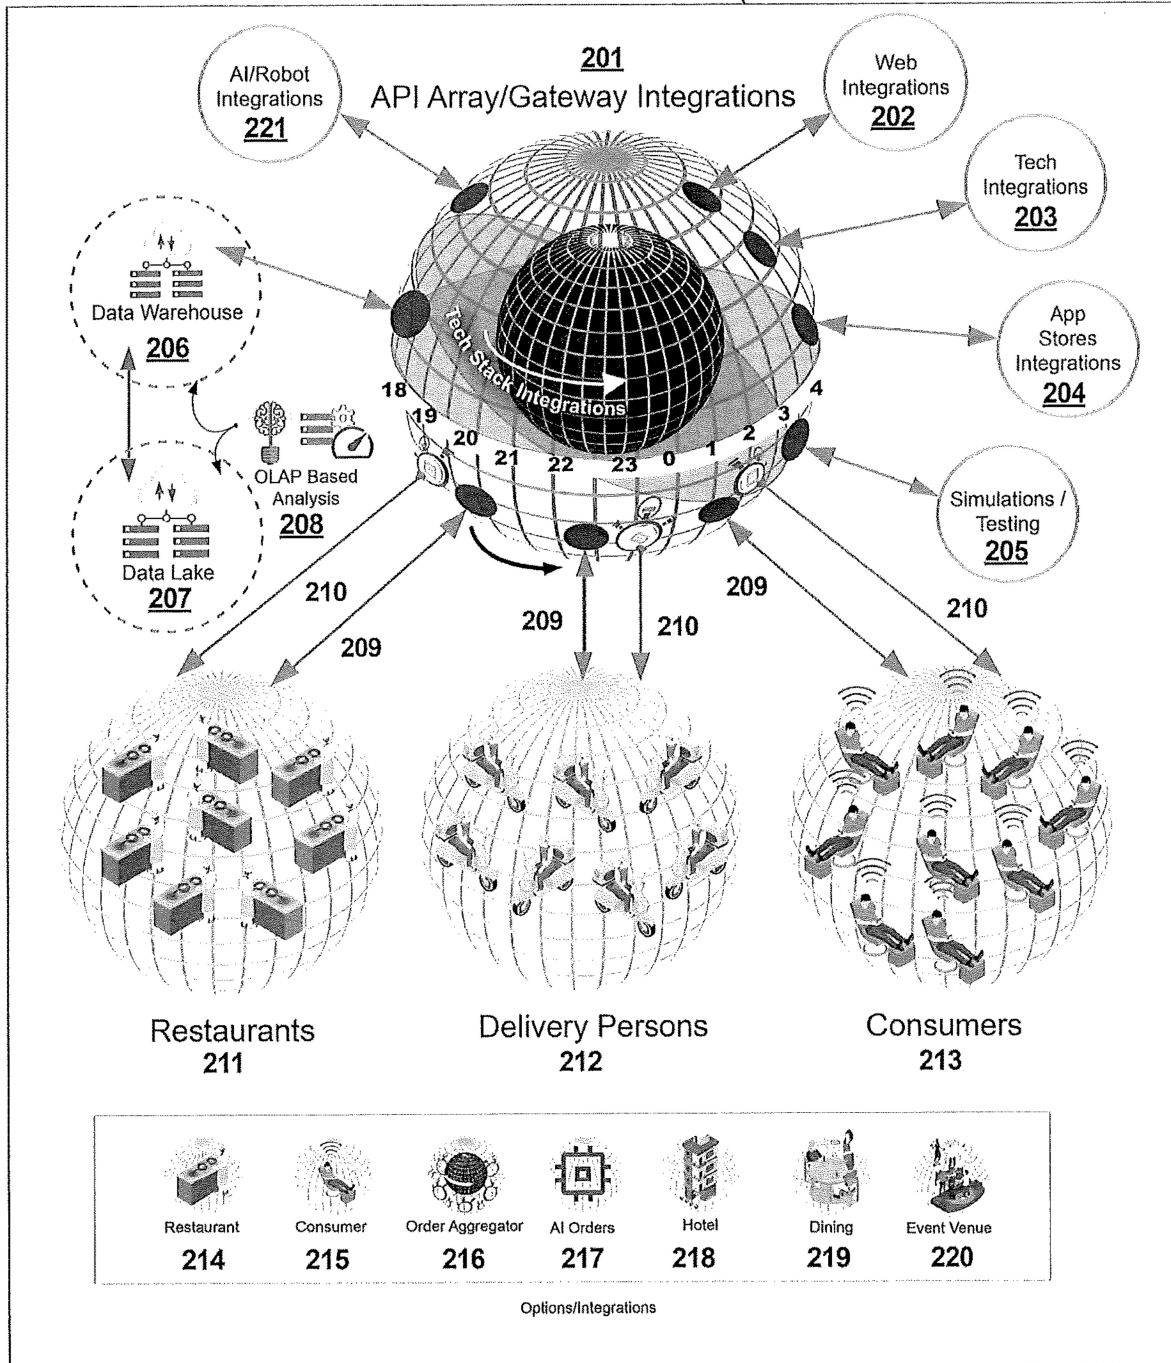 201
API Array/Gateway Integrations
AI/Robot
Integrations
221
Web
Integrations
202
Tech
Integrations
203
App
Stores
Integrations
204
Simulations /
Testing
205
Data Warehouse
206
OLAP Based
Analysis
208
Data Lake
207
Tech Stack Integrations
18
19
20
21
22
23
0
1
2
3
4
210
209
209
210
209
210
Restaurants
211
Delivery Persons
212
Consumers
213
Restaurant
214
Consumer
215
Order Aggregator
216
AI Orders
217
Hotel
218
Dining
219
Event Venue
220
Options/Integrations